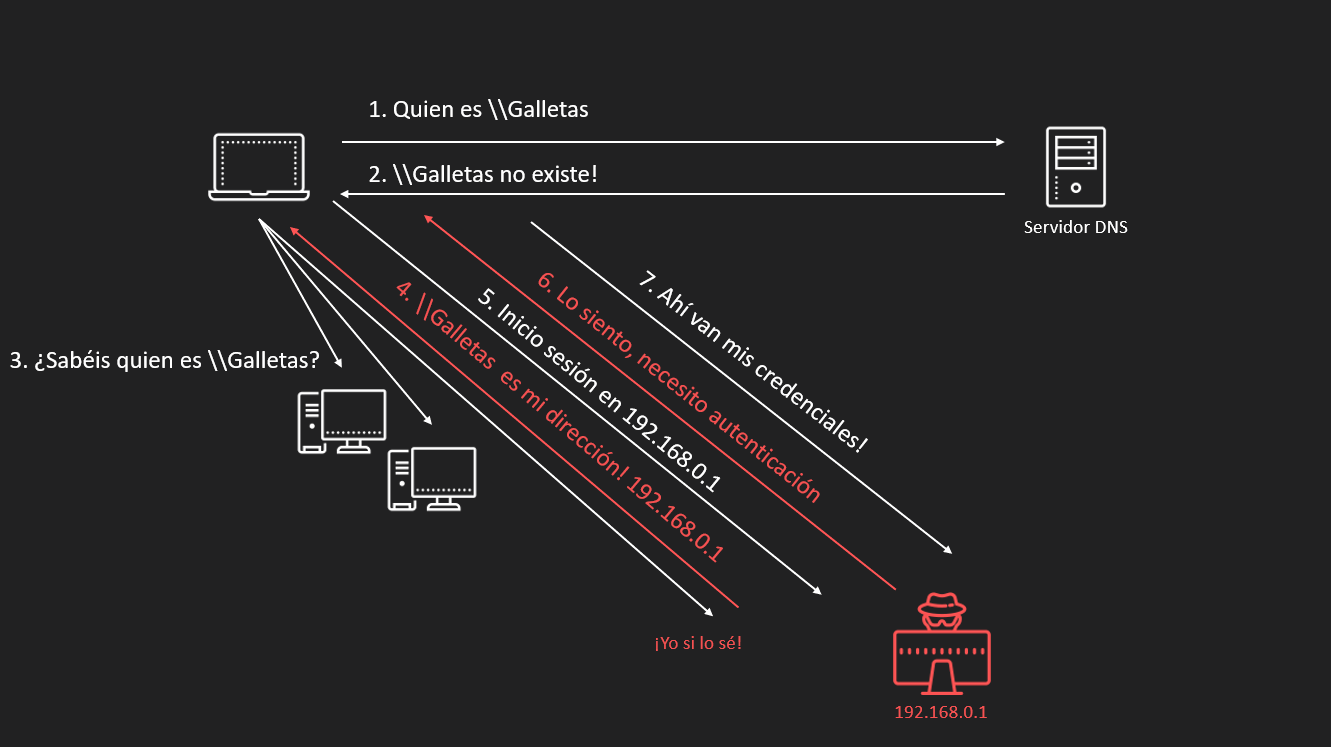 1. Quien es \\Galletas
2. \\Galletas no existe!
Servidor DNS
3. ¿Sabéis quien es \\Galletas?
4. \\Galletas es mi dirección! 192.168.0.1
5. Inicio sesión en 192.168.0.1
6. Lo siento, necesito autenticación
7. Ahí van mis credenciales!
¡Yo si lo sé!
192.168.0.1